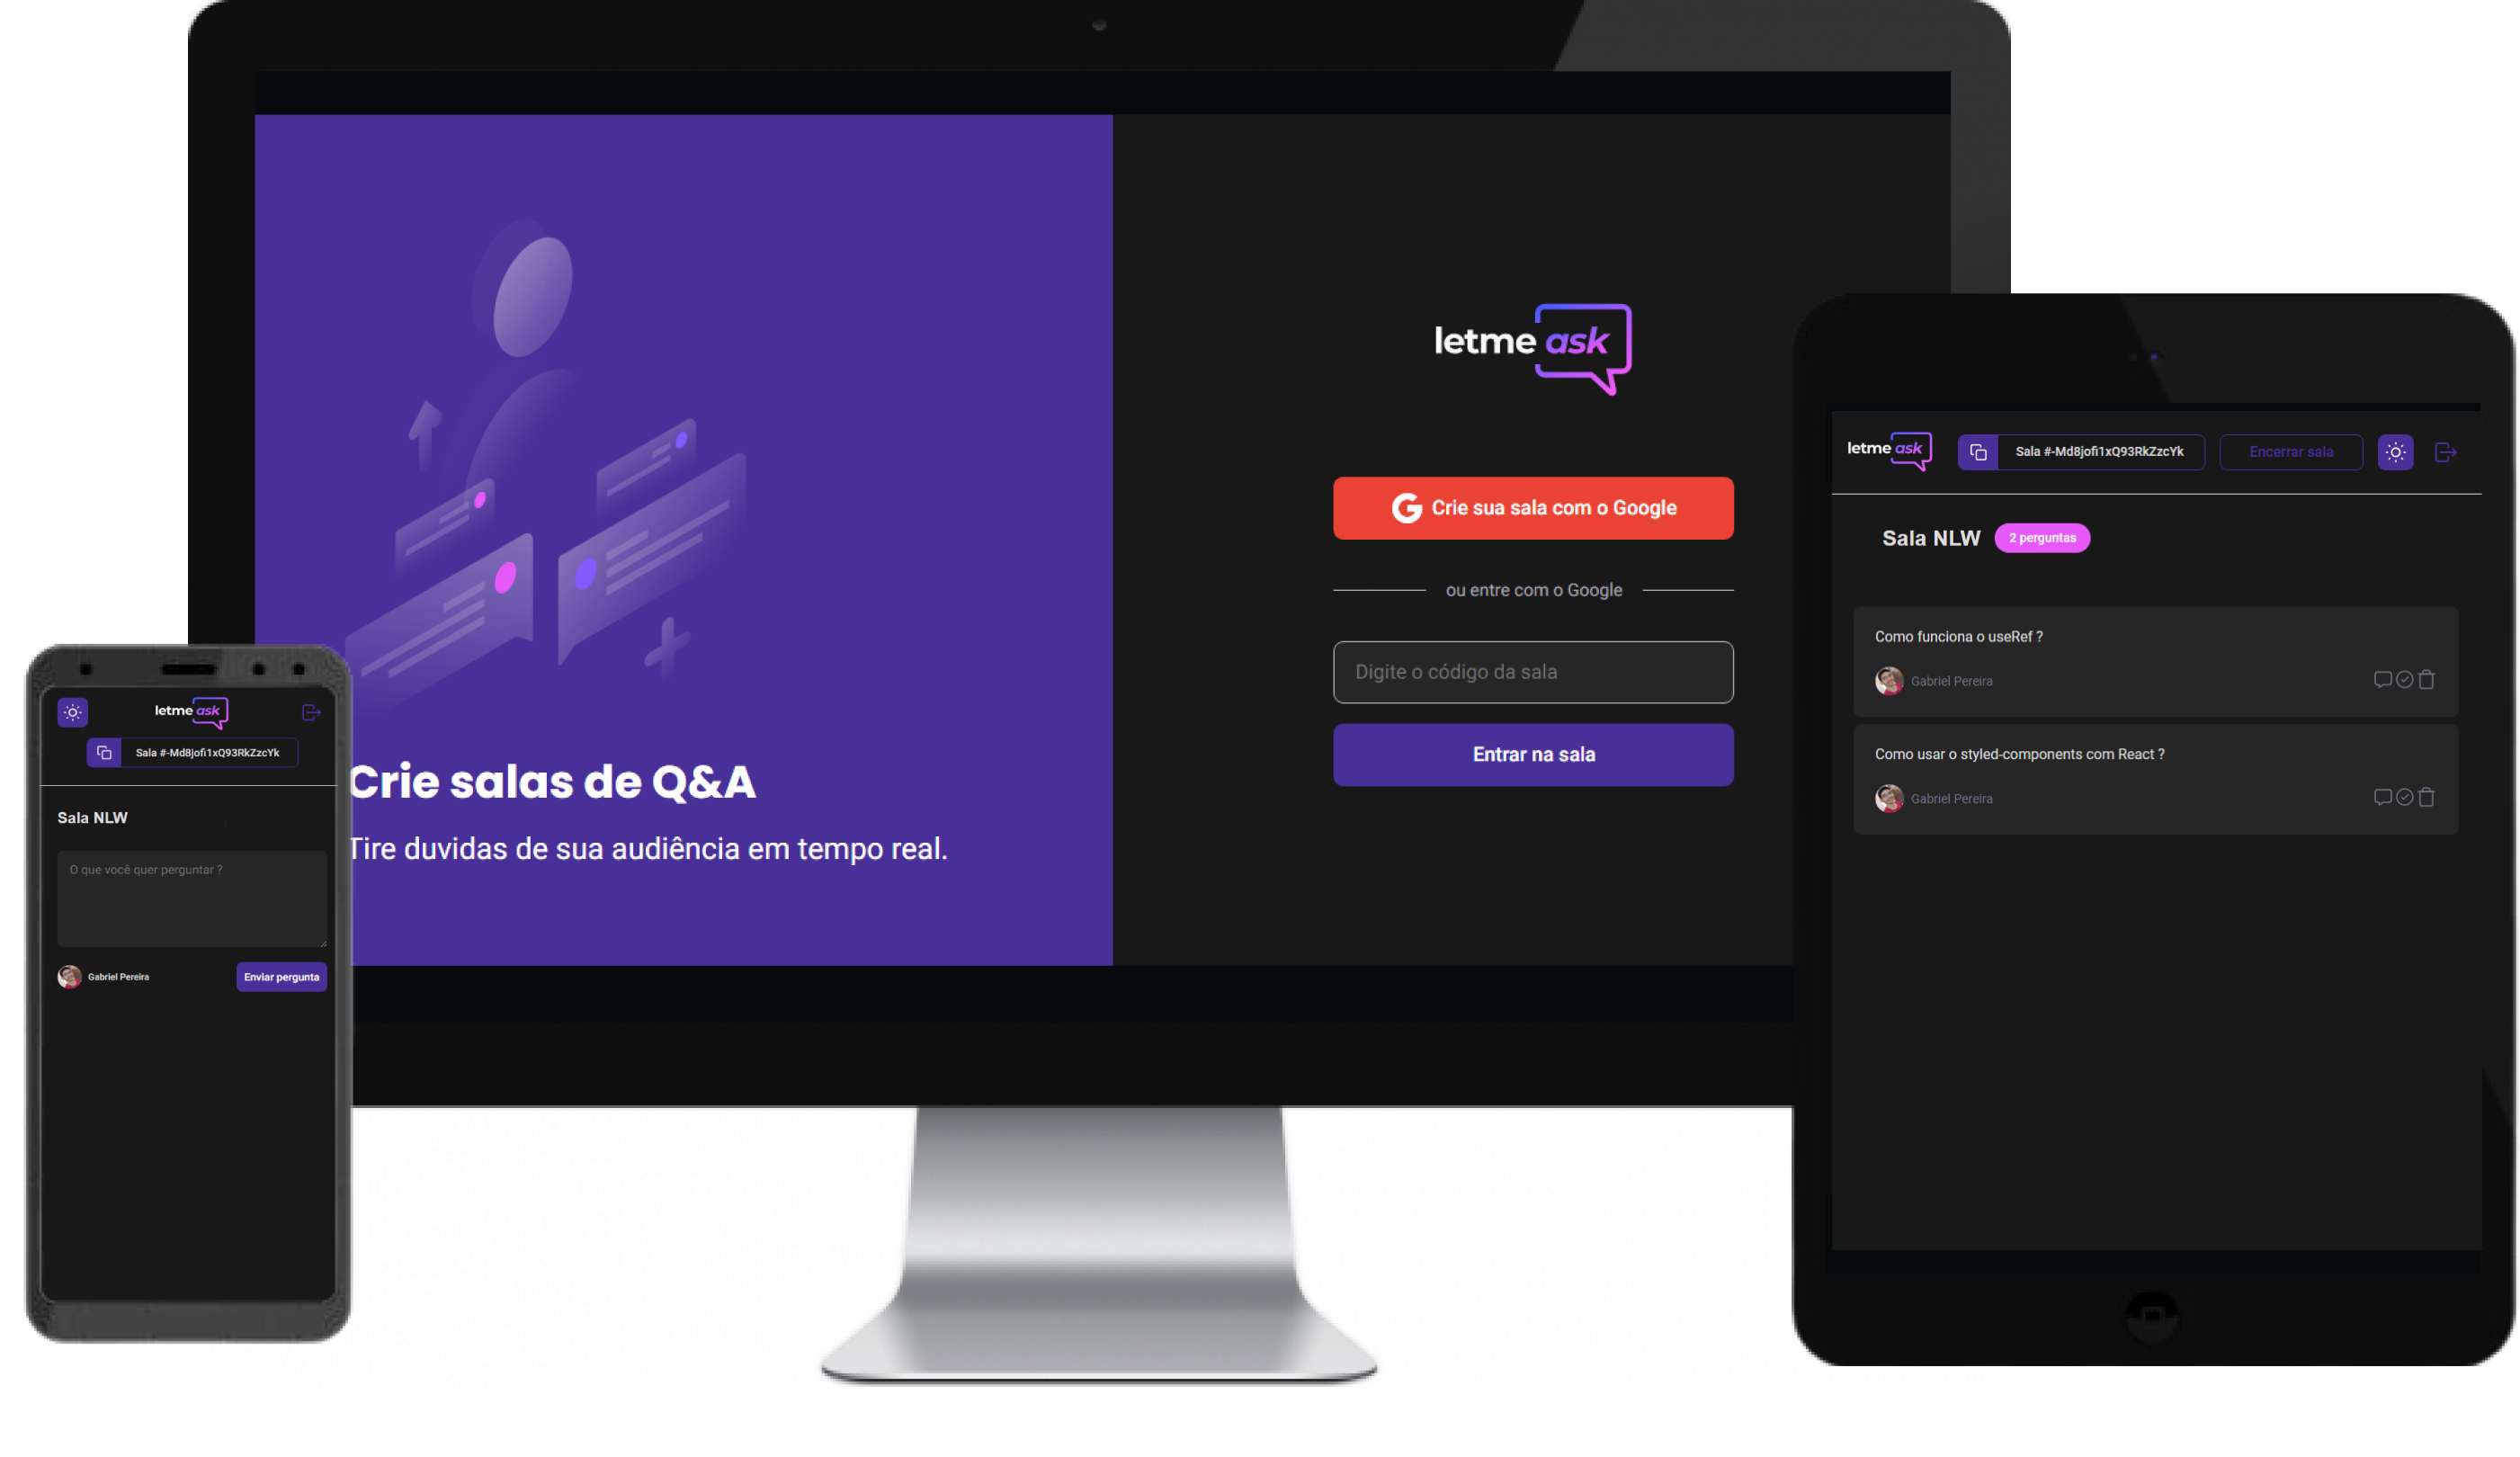 letme ask
Crie sua sala com o Google
ou entre com o Google
Digite o código da sala
Entrar na sala
Crie salas de Q&A
Tire duvidas de sua audiência em tempo real.
letme ask
Sala #-Md8jofi1xQ93RkZzcYk
Sala NLW
O que você quer perguntar ?
Gabriel Pereira
Enviar pergunta
letme ask
Sala #-Md8jofi1xQ93RkZzcYk
Encerrar sala
Sala NLW
2 perguntas
Como funciona o useRef ?
Gabriel Pereira
Como usar o styled-components com React ?
Gabriel Pereira